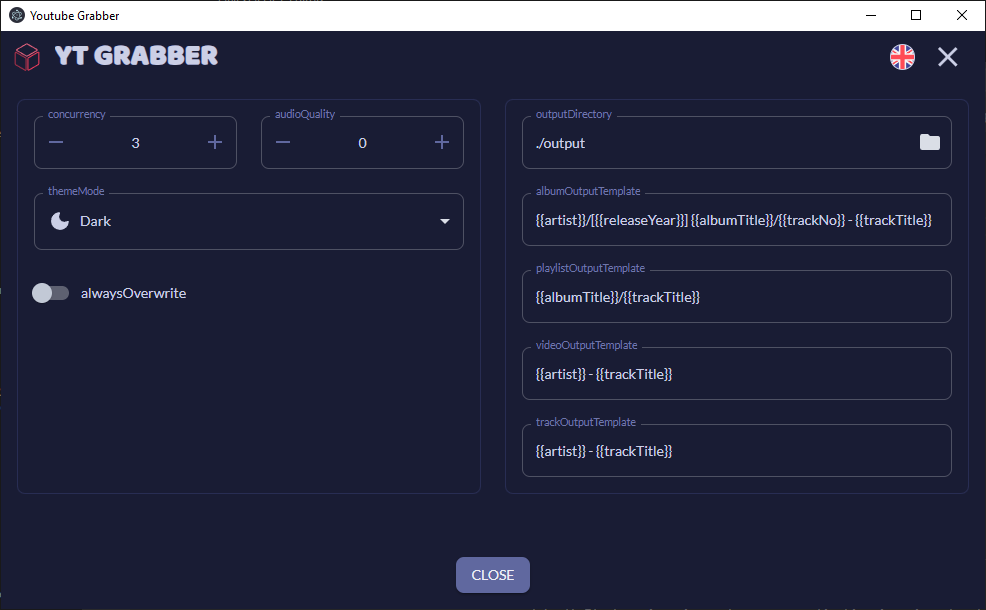 Youtube Grabber
YT GRABBER
concurrency
3
audioQuality
0
themeMode
Dark
alwaysOverwrite
outputDirectory
./output
albumOutputTemplate
{{artist}}/[{{releaseYear}}] {{albumTitle}}/{{trackNo}} - {{trackTitle}}
playlistOutputTemplate
{{albumTitle}}/{{trackTitle}}
videoOutputTemplate
{{artist}} - {{trackTitle}}
trackOutputTemplate
{{artist}} - {{trackTitle}}
CLOSE